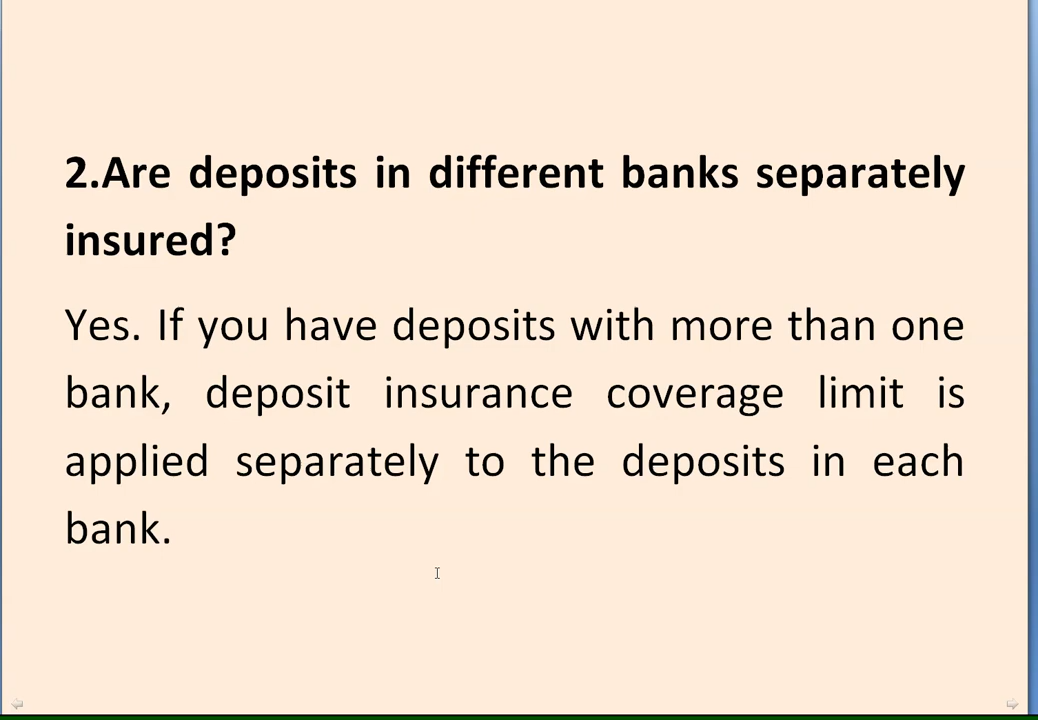 2.Are deposits in different banks separately
insured?
Yes. If you have deposits with more than one
bank, deposit insurance coverage limit is
applied separately to the deposits in each
bank.